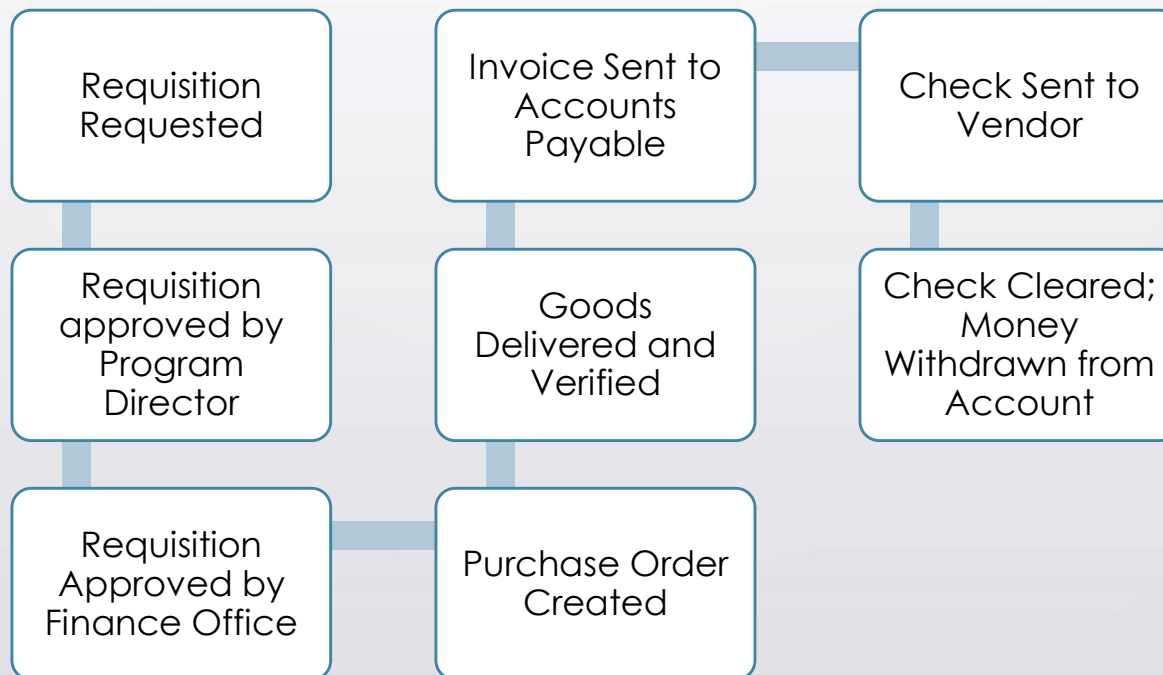 Requisition
Requested
Requisition
approved by
Program
Director
Requisition
Approved by
Finance Office
Purchase Order
Created
Goods
Delivered and
Verified
Invoice Sent to
Accounts
Payable
Check Sent to
Vendor
Check Cleared;
Money
Withdrawn from
Account